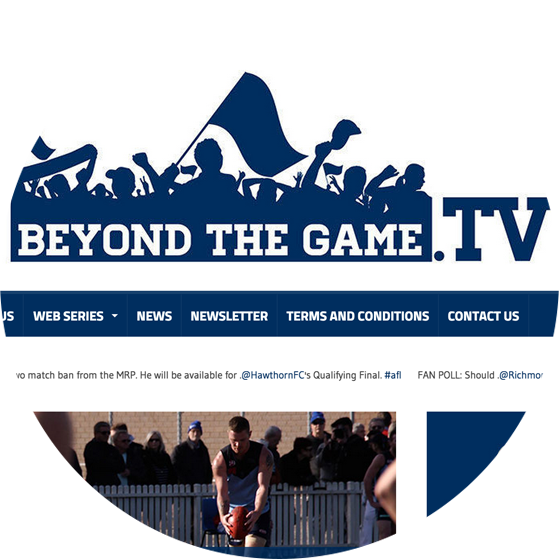 BEYOND THE GAME.TV
US WEB SERIES NEWS NEWSLETTER TERMS AND CONDITIONS CONTACT US
match ban from the MRP. He will be available for .@HawthornFC's Qualifying Final. #afl FAN POLL: Should .@Richmo